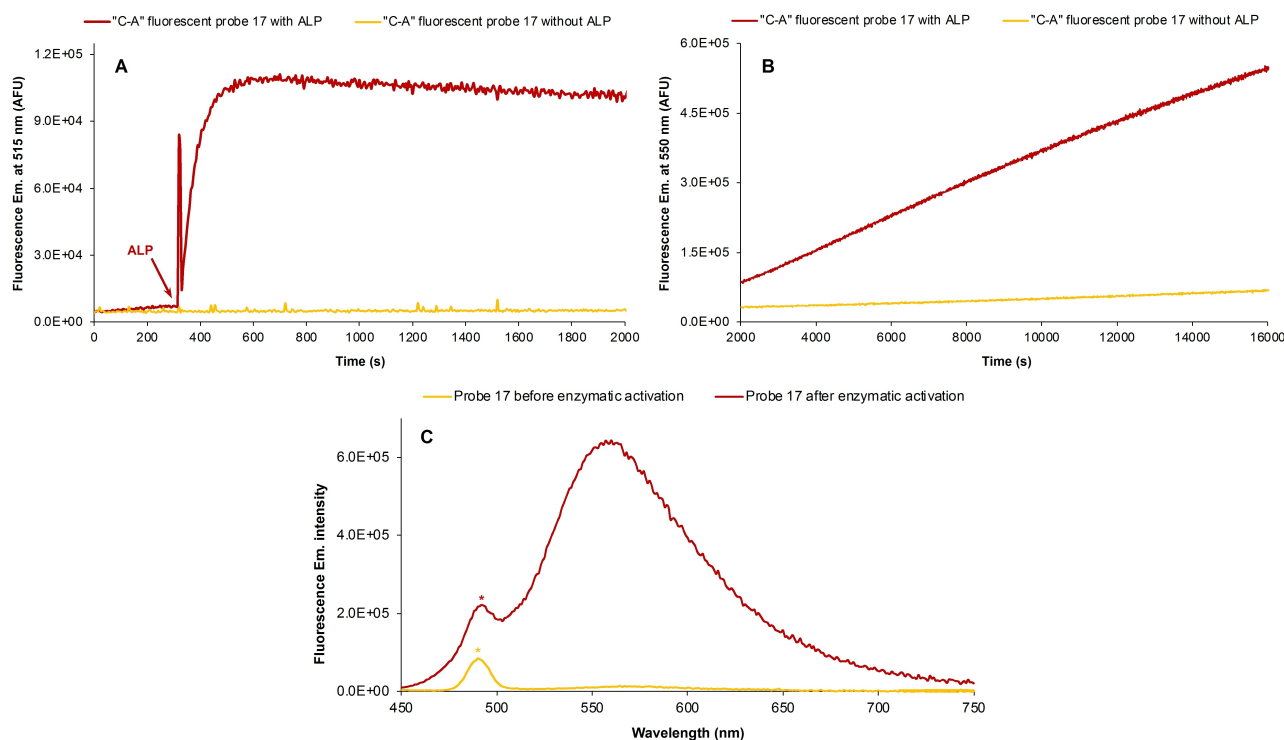 "C-A" fluorescent probe 17 with ALP "C-A" fluorescent probe 17 without ALP
A
Fluorescence Em. at 515 nm (AFU)
1.2E+05
9.0E+04
6.0E+04
3.0E+04
0.0E+00
ALP
0 200 400 600 800 1000 1200 1400 1600 1800 2000
Time (s)
"C-A" fluorescent probe 17 with ALP "C-A" fluorescent probe 17 without ALP
B
Fluorescence Em. at 550 nm (AFU)
6.0E+05
4.5E+05
3.0E+05
1.5E+05
0.0E+00
2000 4000 6000 8000 10000 12000 14000 16000
Time (s)
Probe 17 before enzymatic activation Probe 17 after enzymatic activation
C
Fluorescence Em. intensity
6.0E+05
4.0E+05
2.0E+05
0.0E+00
*
*
450 500 550 600 650 700 750
Wavelength (nm)